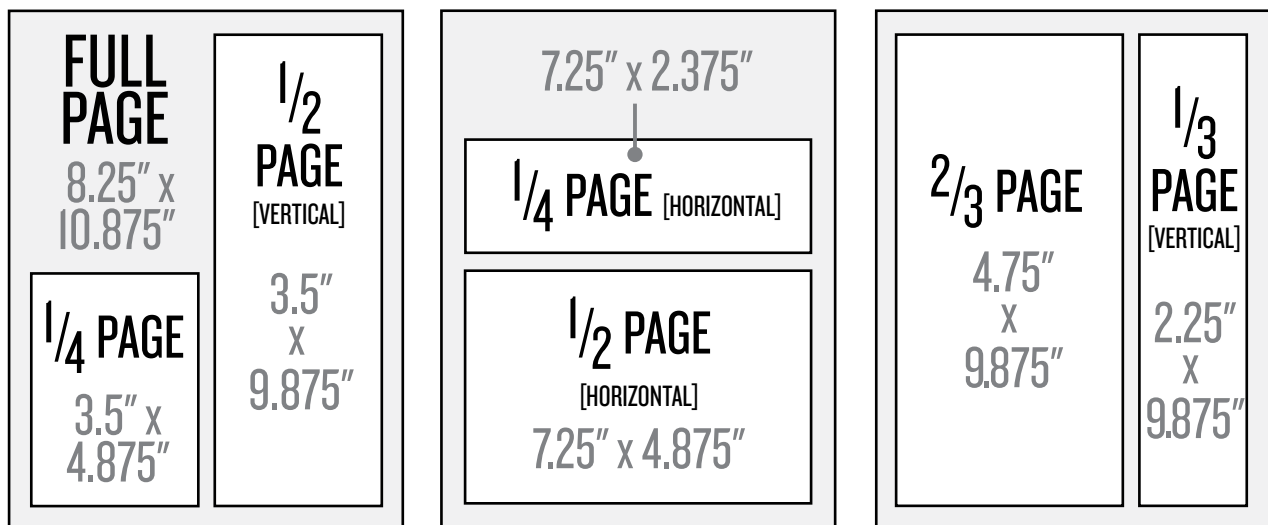 FULL
PAGE
8.25″ x
10.875″
1/4 PAGE
3.5″ x
4.875″
1/2
PAGE
[VERTICAL]
3.5″
x
9.875″
7.25″ x 2.375″
1/4 PAGE [HORIZONTAL]
1/2 PAGE
[HORIZONTAL]
7.25″ x 4.875″
2/3 PAGE
4.75″
x
9.875″
1/3
PAGE
[VERTICAL]
2.25″
x
9.875″